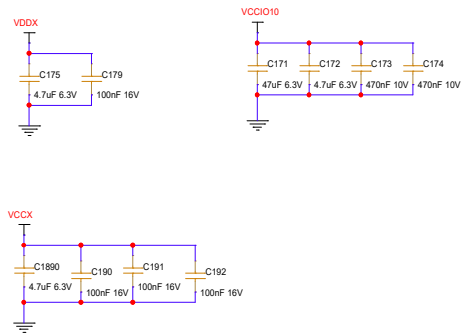 VDDX
C175
C179
4.7uF 6.3V
100nF 16V
VCCIO10
C171
C172
C173
C174
47uF 6.3V
4.7uF 6.3V
470nF 10V
470nF 10V
VCCX
C1890
C190
C191
C192
4.7uF 6.3V
100nF 16V
100nF 16V
100nF 16V